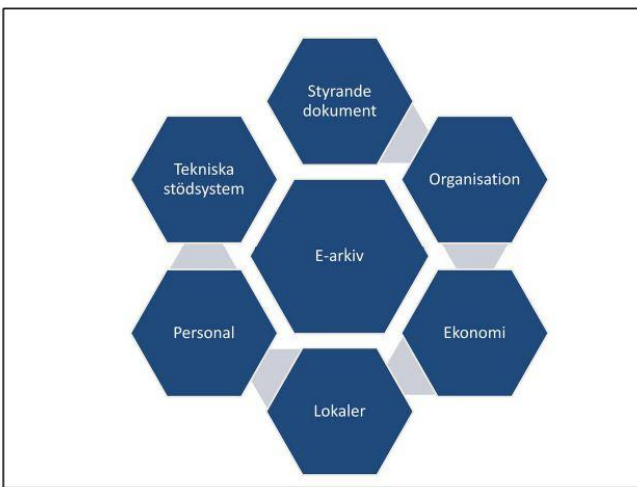 Styrande
dokument
Tekniska
stödsystem
Organisation
E-arkiv
Personal
Ekonomi
Lokaler